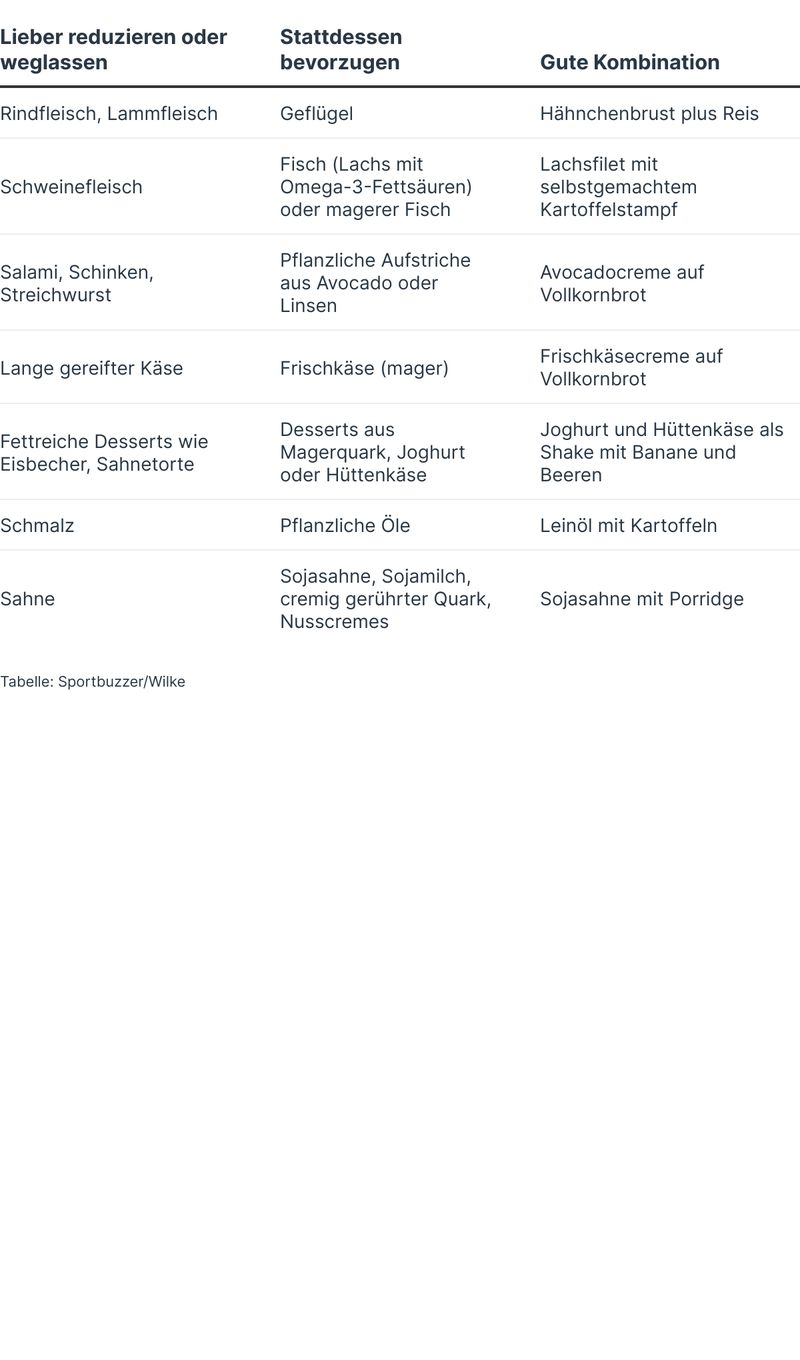 Lieber reduzieren oder
weglassen
Stattdessen
bevorzugen
Gute Kombination
Rindfleisch, Lammfleisch
Geflügel
Hähnchenbrust plus Reis
Schweinefleisch
Fisch (Lachs mit
Omega-3-Fettsäuren)
oder magerer Fisch
Lachsfilet mit
selbstgemachtem
Kartoffelstampf
Salami, Schinken,
Streichwurst
Pflanzliche Aufstriche
aus Avocado oder
Linsen
Avocadocreme auf
Vollkornbrot
Lange gereifter Käse
Frischkäse (mager)
Frischkäsecreme auf
Vollkornbrot
Fettreiche Desserts wie
Eisbecher, Sahnetorte
Desserts aus
Magerquark, Joghurt
oder Hüttenkäse
Joghurt und Hüttenkäse als
Shake mit Banane und
Beeren
Schmalz
Pflanzliche Öle
Leinöl mit Kartoffeln
Sahne
Sojasahne, Sojamilch,
cremig gerührter Quark,
Nusscremes
Sojasahne mit Porridge
Tabelle: Sportbuzzer/Wilke